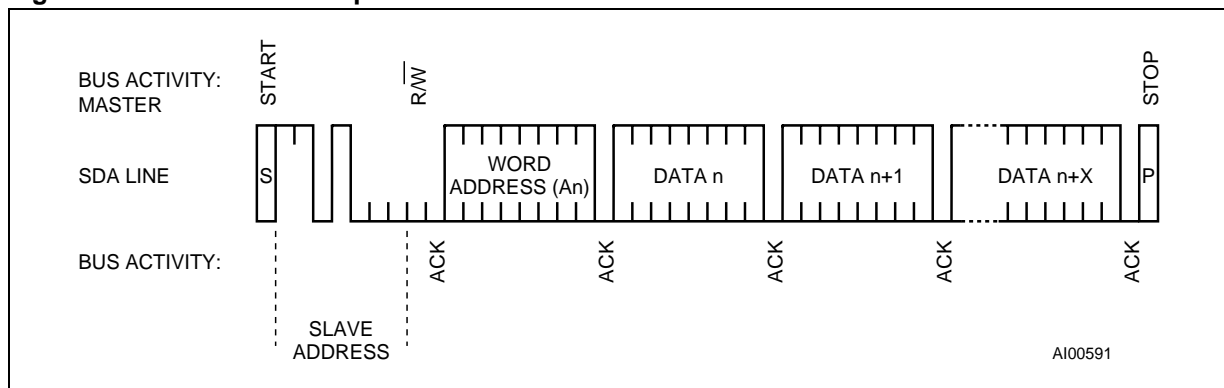 BUS ACTIVITY:
MASTER
START
R/W
STOP
SDA LINE
S
WORD
ADDRESS (An)
DATA n
DATA n+1
DATA n+X
P
BUS ACTIVITY:
ACK
ACK
ACK
ACK
ACK
SLAVE
ADDRESS
AI00591